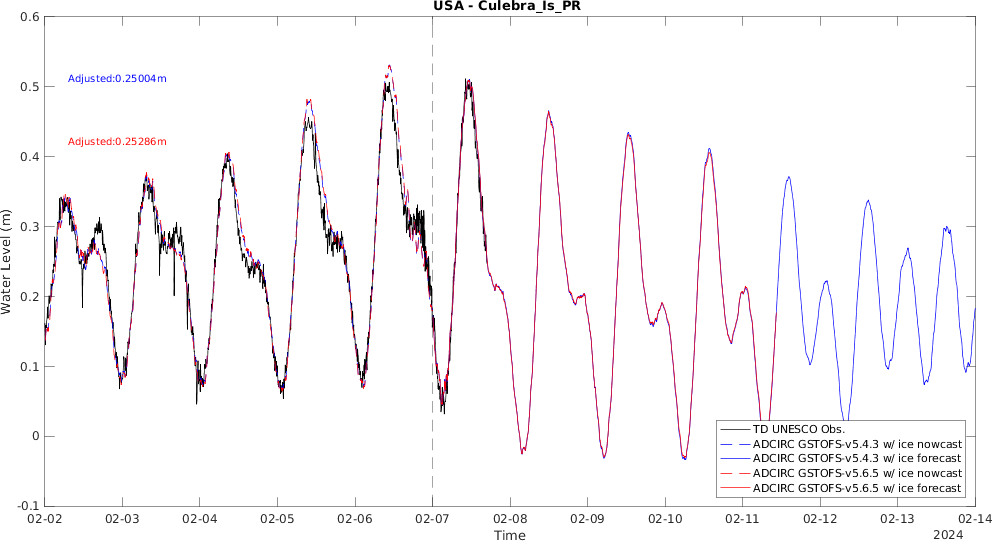 USA - Culebra_Is_PR
0.6
0.5
0.4
0.3
0.2
0.1
0
-0.1
Water Level (m)
Adjusted:0.25004m
Adjusted:0.25286m
TD UNESCO Obs.
ADCIRC GSTOFS-v5.4.3 w/ ice nowcast
ADCIRC GSTOFS-v5.4.3 w/ ice forecast
ADCIRC GSTOFS-v5.6.5 w/ ice nowcast
ADCIRC GSTOFS-v5.6.5 w/ ice forecast
02-02 02-03 02-04 02-05 02-06 02-07 02-08 02-09 02-10 02-11 02-12 02-13 02-14
Time
2024